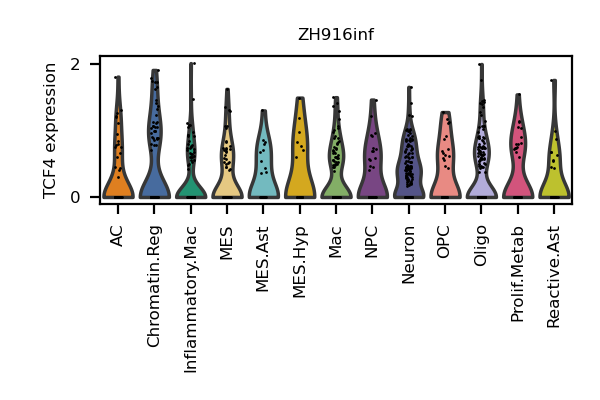 ZH916inf
TCF4 expression
2
0
AC
Chromatin.Reg
Inflammatory.Mac
MES
MES.Ast
MES.Hyp
Mac
NPC
Neuron
OPC
Oligo
Prolif.Metab
Reactive.Ast